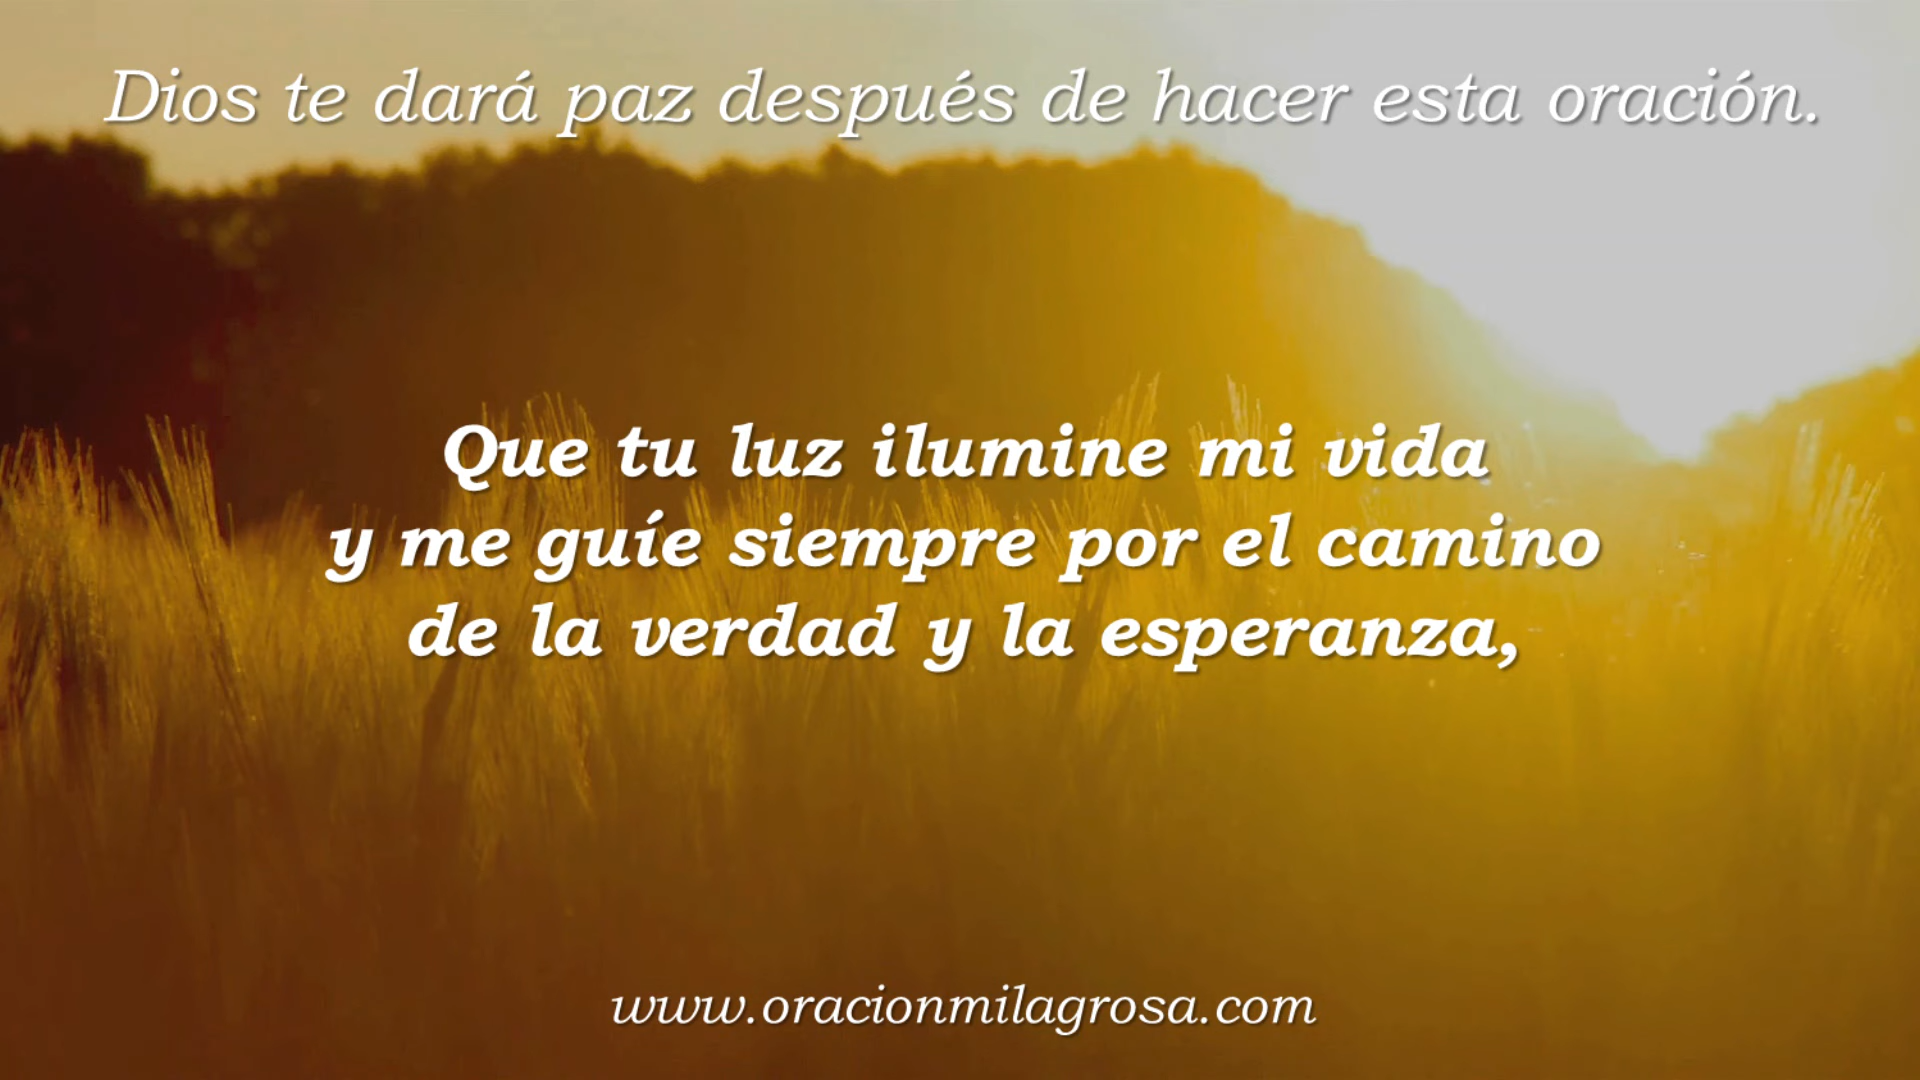 Dios te dará paz después de hacer esta oración.
Que tu luz ilumine mi vida
y me guíe siempre por el camino
de la verdad y la esperanza,
www.oracionmilagrosa.com